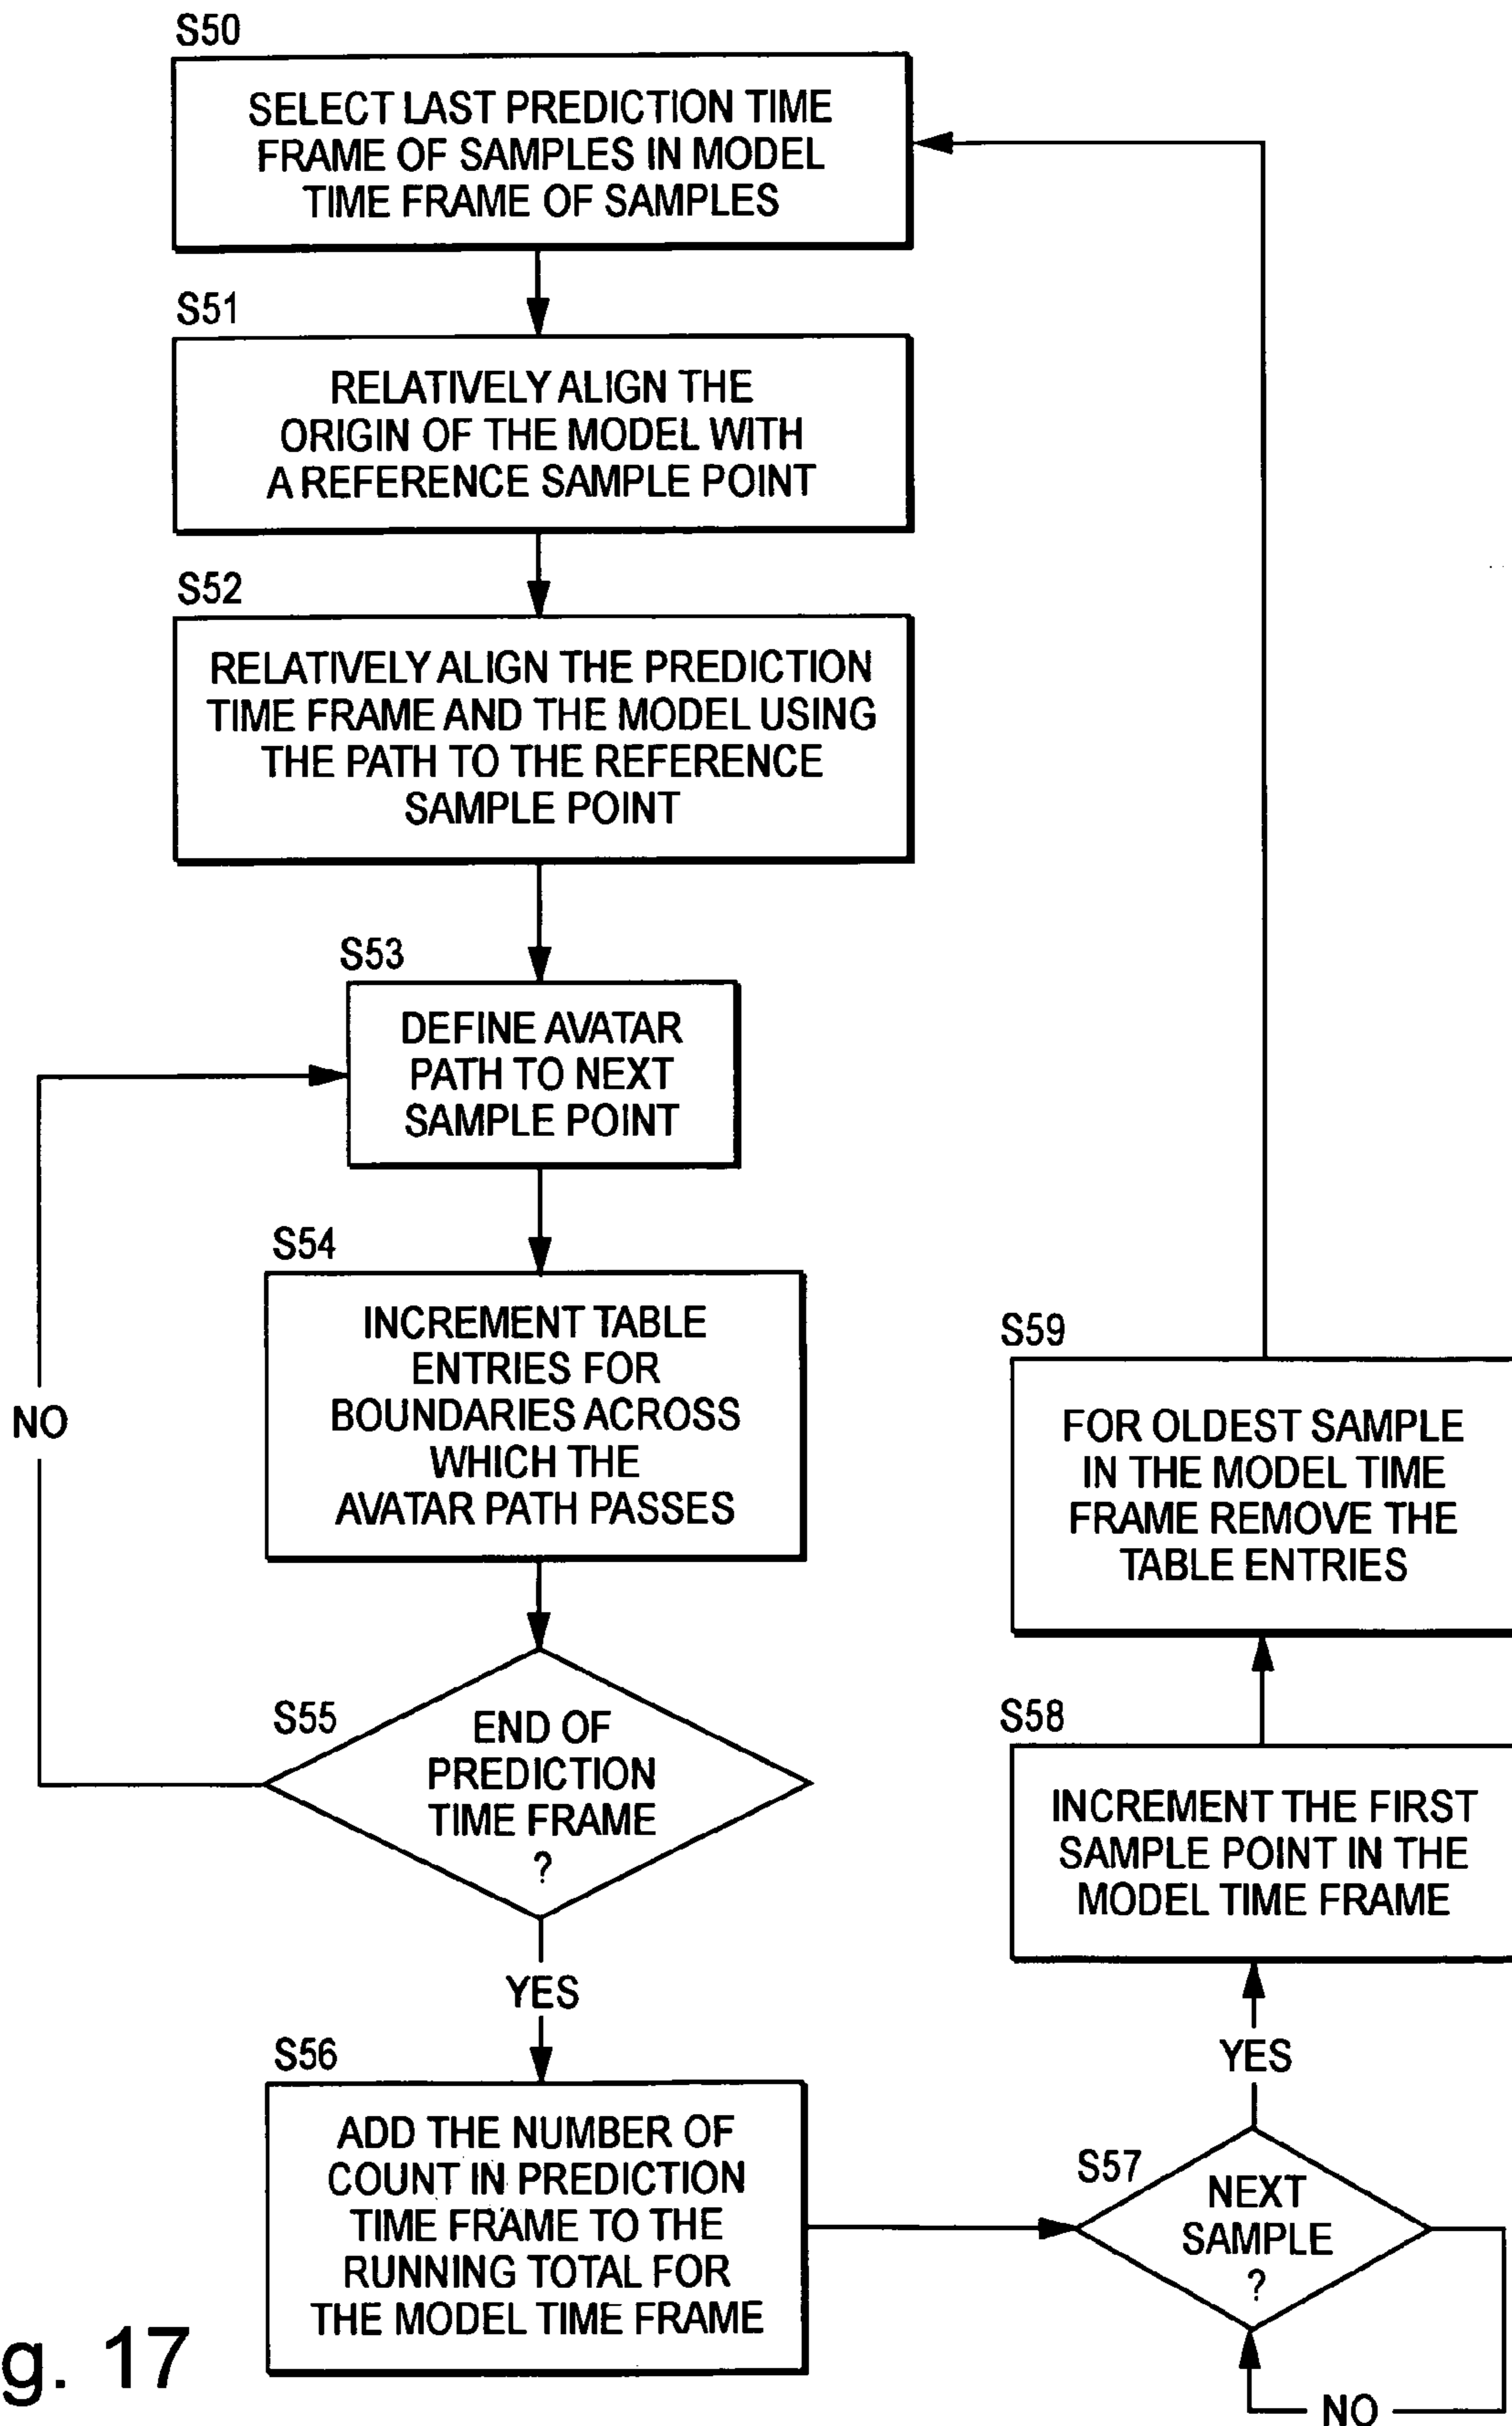 S50
SELECT LAST PREDICTION TIME
FRAME OF SAMPLES IN MODEL
TIME FRAME OF SAMPLES
S51
RELATIVELY ALIGN THE
ORIGIN OF THE MODEL WITH
A REFERENCE SAMPLE POINT
S52
RELATIVELY ALIGN THE PREDICTION
TIME FRAME AND THE MODEL USING
THE PATH TO THE REFERENCE
SAMPLE POINT
S53
DEFINE AVATAR
PATH TO NEXT
SAMPLE POINT
S54
INCREMENT TABLE
ENTRIES FOR
BOUNDARIES ACROSS
WHICH THE
AVATAR PATH PASSES
NO
S55
END OF
PREDICTION
TIME FRAME
?
YES
S56
ADD THE NUMBER OF
COUNT IN PREDICTION
TIME FRAME TO THE
RUNNING TOTAL FOR
THE MODEL TIME FRAME
S57
NEXT
SAMPLE
?
NO
YES
S58
INCREMENT THE FIRST
SAMPLE POINT IN THE
MODEL TIME FRAME
S59
FOR OLDEST SAMPLE
IN THE MODEL TIME
FRAME REMOVE THE
TABLE ENTRIES
g. 17